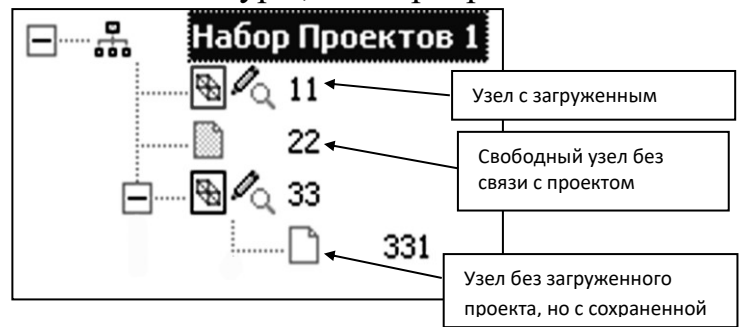 Набор Проектов 1
11
Узел с загруженным
22
Свободный узел без
связи с проектом
33
331
Узел без загруженного
проекта, но с сохраненной